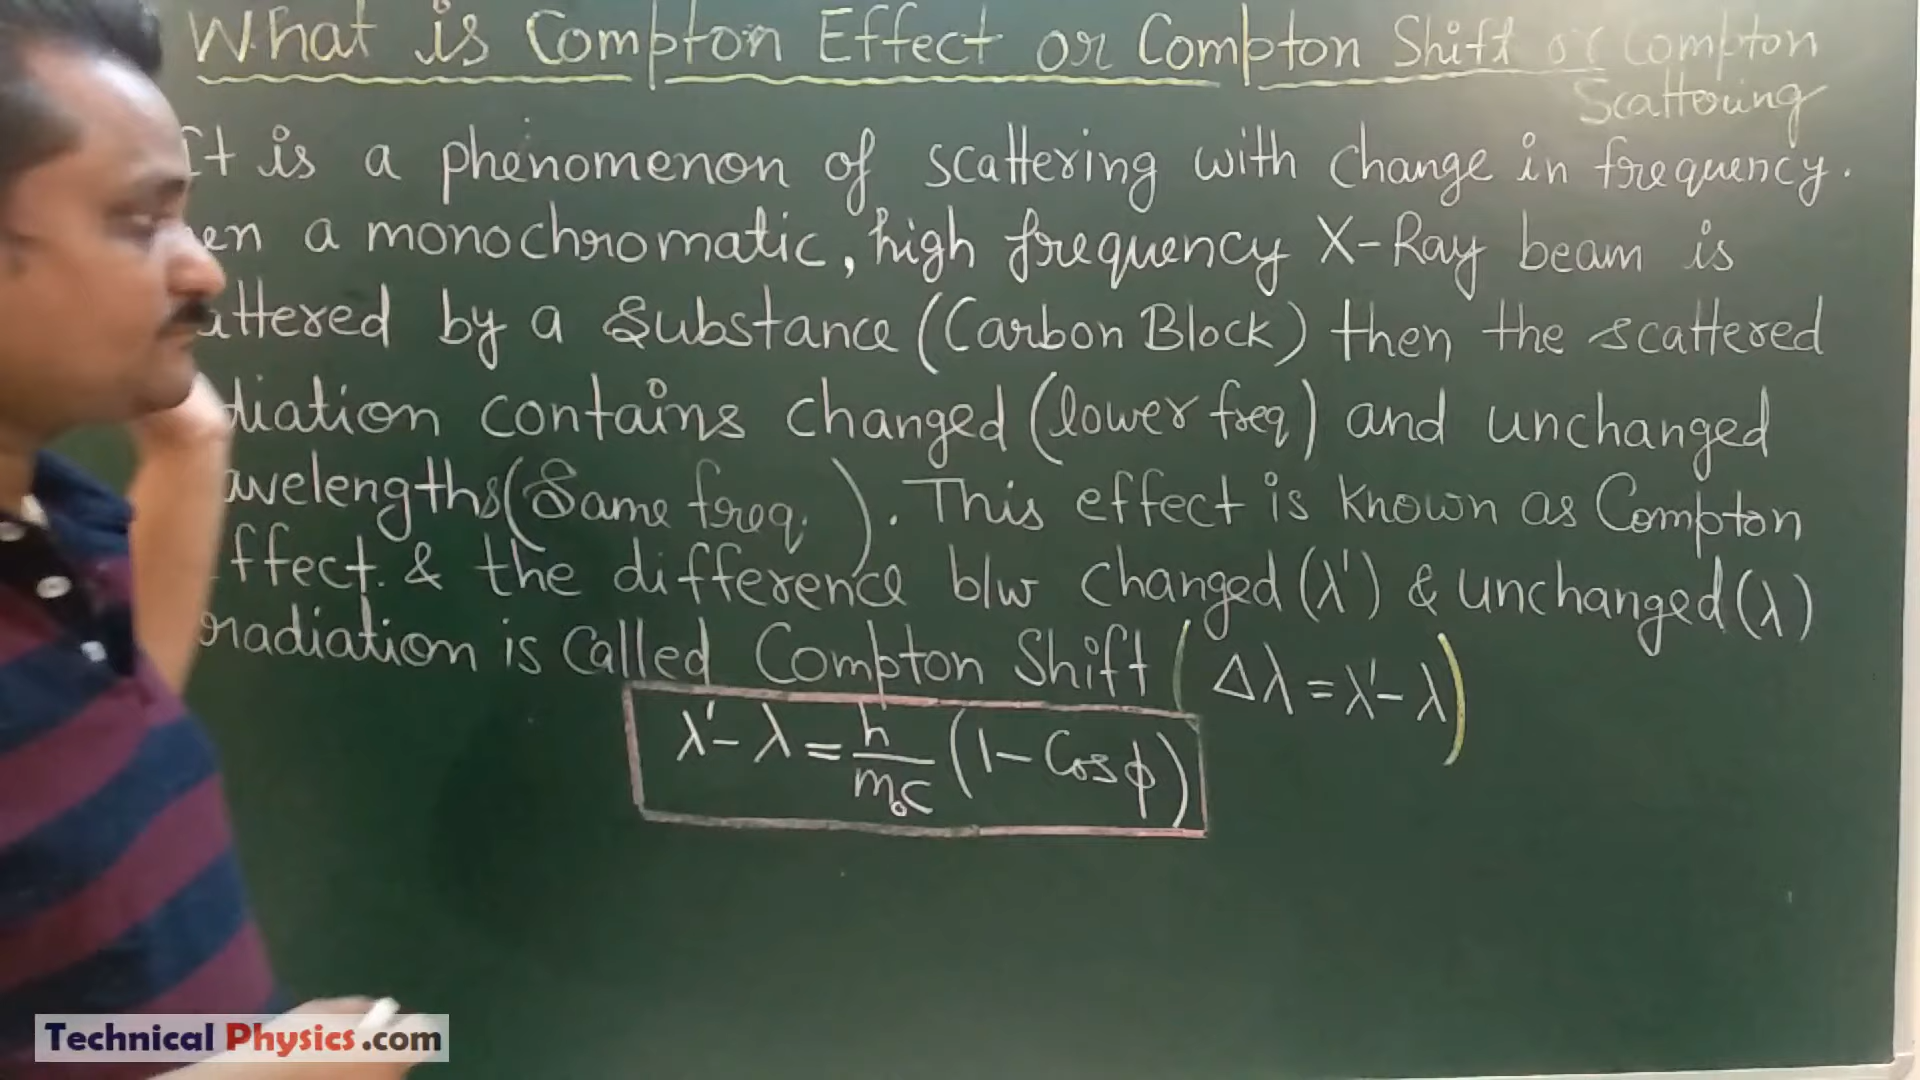 What is Compton Effect or Compton Shift or Compton
Scattering
It is a phenomenon of scattering with change in frequency.
en a monochromatic, high frequency X-Ray beam is
attered by a Substance (Carbon Block) then the scattered
diation contains changed (lower freq) and unchanged
avelengths (Same freq.). This effect is known as Compton
ffect. & the difference b/w changed (λ') & unchanged (λ)
radiation is called Compton Shift (Δλ = λ' - λ)
λ' - λ = h/m₀c (1 - Cos φ)
Technical Physics.com